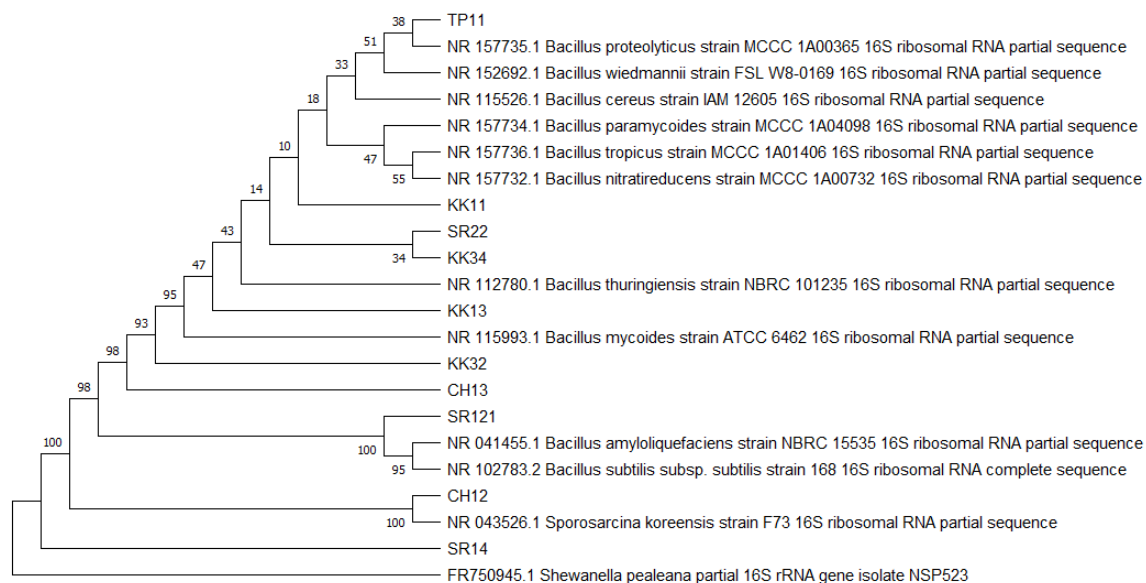 TP11
38
NR 157735.1 Bacillus proteolyticus strain MCCC 1A00365 16S ribosomal RNA partial sequence
51
NR 152692.1 Bacillus wiedmannii strain FSL W8-0169 16S ribosomal RNA partial sequence
33
NR 115526.1 Bacillus cereus strain IAM 12605 16S ribosomal RNA partial sequence
18
NR 157734.1 Bacillus paramycoides strain MCCC 1A04098 16S ribosomal RNA partial sequence
47
NR 157736.1 Bacillus tropicus strain MCCC 1A01406 16S ribosomal RNA partial sequence
55
NR 157732.1 Bacillus nitratireducens strain MCCC 1A00732 16S ribosomal RNA partial sequence
10
KK11
14
SR22
34
KK34
43
NR 112780.1 Bacillus thuringiensis strain NBRC 101235 16S ribosomal RNA partial sequence
47
KK13
95
NR 115993.1 Bacillus mycoides strain ATCC 6462 16S ribosomal RNA partial sequence
93
KK32
98
CH13
98
SR121
100
NR 041455.1 Bacillus amyloliquefaciens strain NBRC 15535 16S ribosomal RNA partial sequence
95
NR 102783.2 Bacillus subtilis subsp. subtilis strain 168 16S ribosomal RNA complete sequence
100
CH12
100
NR 043526.1 Sporosarcina koreensis strain F73 16S ribosomal RNA partial sequence
SR14
FR750945.1 Shewanella pealeana partial 16S rRNA gene isolate NSP523